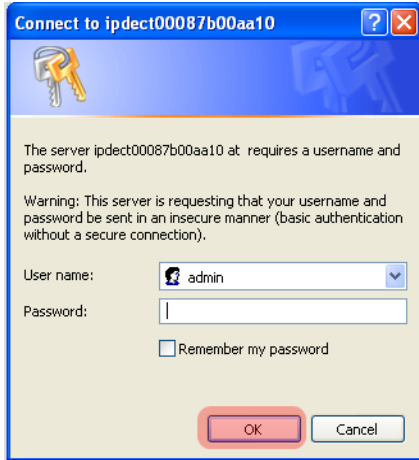 Connect to ipdect00087b00aa10
The server ipdect00087b00aa10 at  requires a username and
password.
Warning: This server is requesting that your username and
password be sent in an insecure manner (basic authentication
without a secure connection).
User name:
admin
Password:
Remember my password
OK
Cancel